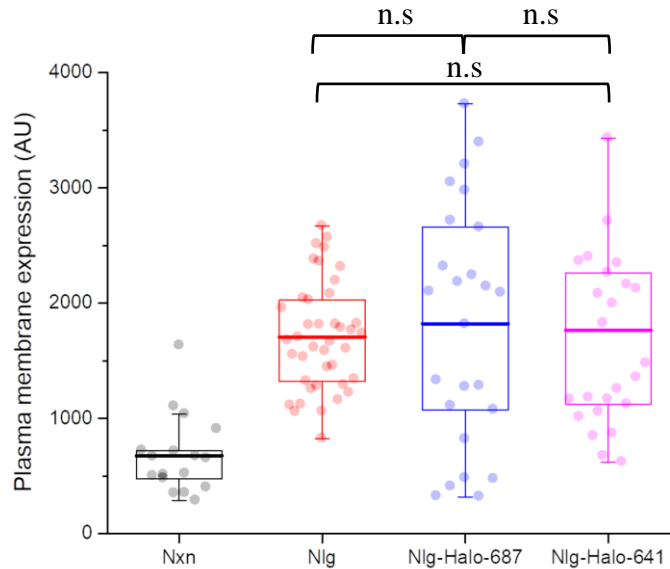 n.s n.s
n.s
4000
3000
2000
1000
0
Plasma membrane expression (AU)
Nxn Nlg Nlg-Halo-687 Nlg-Halo-641